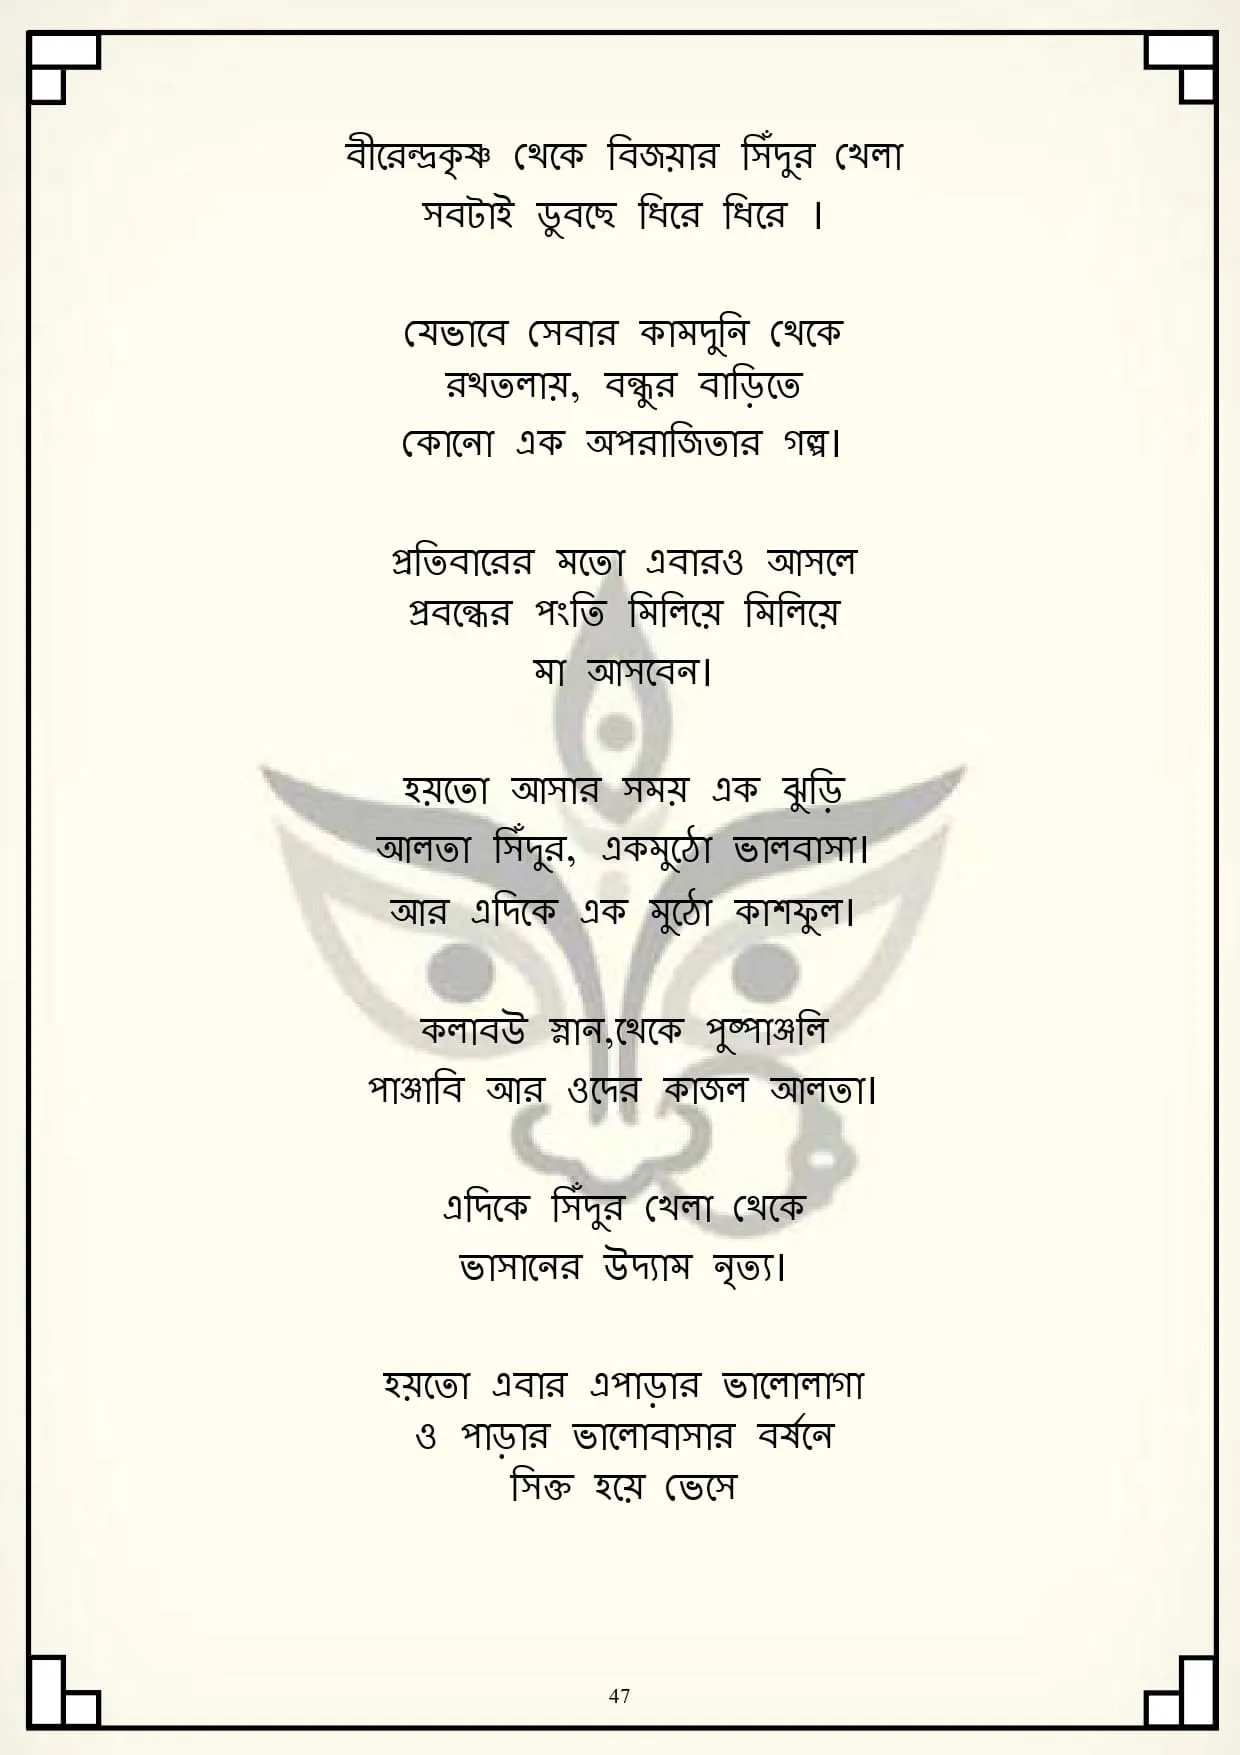 বীরেন্দ্রকৃষ্ণ থেকে বিজয়ার সিঁদুর খেলা
সবটাই ডুবছে ধিরে ধিরে ।
যেভাবে সেবার কামদুনি থেকে
রথতলায়, বন্ধুর বাড়িতে
কোনো এক অপরাজিতার গল্প।
প্রতিবারের মতো এবারও আসলে
প্রবন্ধের পংতি মিলিয়ে মিলিয়ে
মা আসবেন।
হয়তো আসার সময় এক ঝুড়ি
আলতা সিঁদুর, একমুঠো ভালবাসা।
আর এদিকে এক মুঠো কাশফুল।
কলাবউ স্নান,থেকে পুষ্পাঞ্জলি
পাঞ্জাবি আর ওদের কাজল আলতা।
এদিকে সিঁদুর খেলা থেকে
ভাসানের উদ্যাম নৃত্য।
হয়তো এবার এপাড়ার ভালোলাগা
ও পাড়ার ভালোবাসার বর্ষনে
সিক্ত হয়ে ভেসে
47